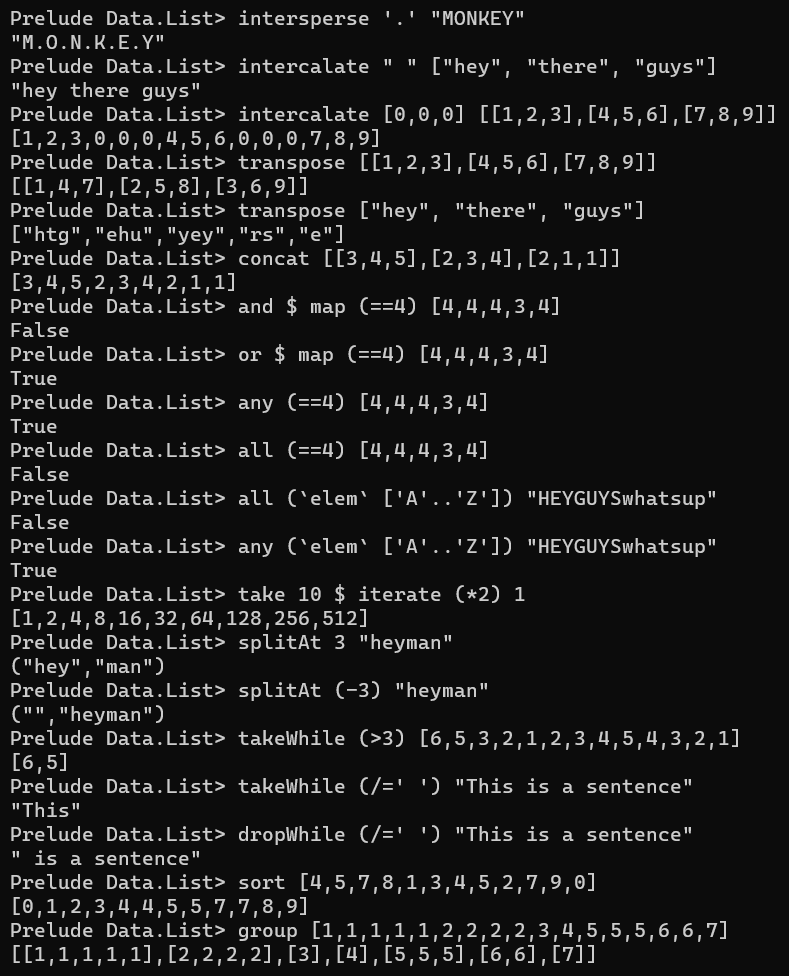 Prelude Data.List> intersperse '.' "MONKEY"
"M.O.N.K.E.Y"
Prelude Data.List> intercalate " " ["hey", "there", "guys"]
"hey there guys"
Prelude Data.List> intercalate [0,0,0] [[1,2,3],[4,5,6],[7,8,9]]
[1,2,3,0,0,0,4,5,6,0,0,0,7,8,9]
Prelude Data.List> transpose [[1,2,3],[4,5,6],[7,8,9]]
[[1,4,7],[2,5,8],[3,6,9]]
Prelude Data.List> transpose ["hey", "there", "guys"]
["htg","ehu","yey","rs","e"]
Prelude Data.List> concat [[3,4,5],[2,3,4],[2,1,1]]
[3,4,5,2,3,4,2,1,1]
Prelude Data.List> and $ map (==4) [4,4,4,3,4]
False
Prelude Data.List> or $ map (==4) [4,4,4,3,4]
True
Prelude Data.List> any (==4) [4,4,4,3,4]
True
Prelude Data.List> all (==4) [4,4,4,3,4]
False
Prelude Data.List> all (`elem` ['A'..'Z']) "HEYGUYSwhatsup"
False
Prelude Data.List> any (`elem` ['A'..'Z']) "HEYGUYSwhatsup"
True
Prelude Data.List> take 10 $ iterate (*2) 1
[1,2,4,8,16,32,64,128,256,512]
Prelude Data.List> splitAt 3 "heyman"
("hey","man")
Prelude Data.List> splitAt (-3) "heyman"
("","heyman")
Prelude Data.List> takeWhile (>3) [6,5,3,2,1,2,3,4,5,4,3,2,1]
[6,5]
Prelude Data.List> takeWhile (/=' ') "This is a sentence"
"This"
Prelude Data.List> dropWhile (/=' ') "This is a sentence"
" is a sentence"
Prelude Data.List> sort [4,5,7,8,1,3,4,5,2,7,9,0]
[0,1,2,3,4,4,5,5,7,7,8,9]
Prelude Data.List> group [1,1,1,1,1,2,2,2,2,3,4,5,5,5,6,6,7]
[[1,1,1,1,1],[2,2,2,2],[3],[4],[5,5,5],[6,6],[7]]